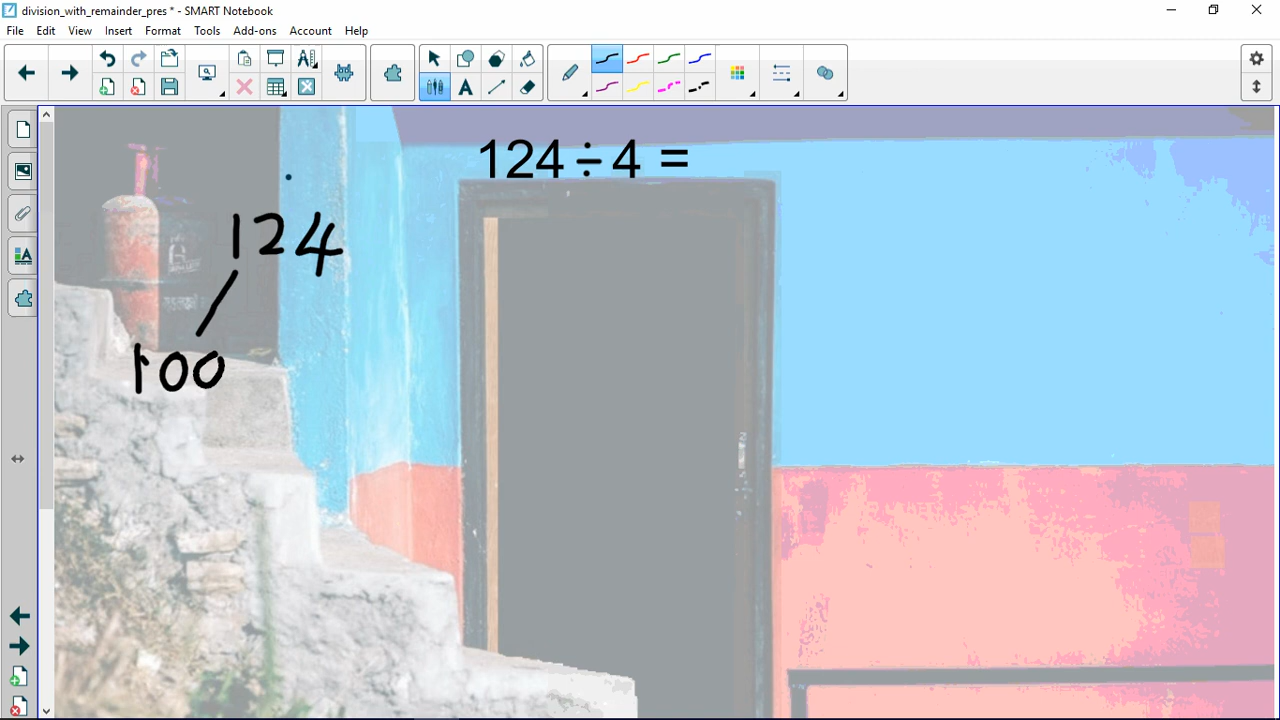 division_with_remainder_pres * - SMART Notebook
File Edit View Insert Format Tools Add-ons Account Help
124 ÷ 4 =
124
100